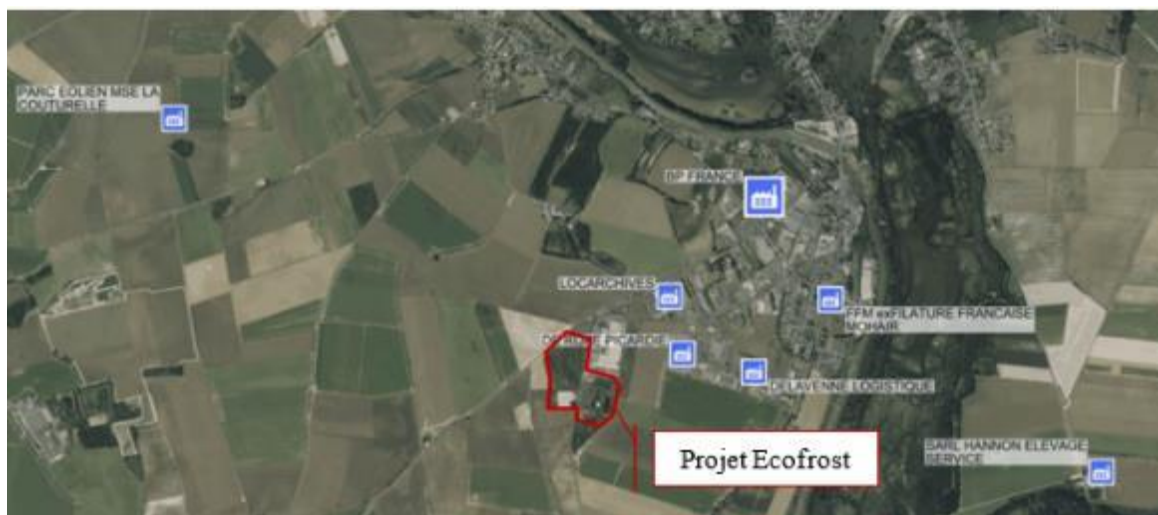 PARC EOLIEN MSE LA
COUTURELLE
BP FRANCE
LOCARCHIVES
FFM exFILATURE FRANCAISE
MOHAIR
PICARDIE
DELAVENNE LOGISTIQUE
SARL HANNON ELEVAGE
SERVICE
Projet Ecofrost